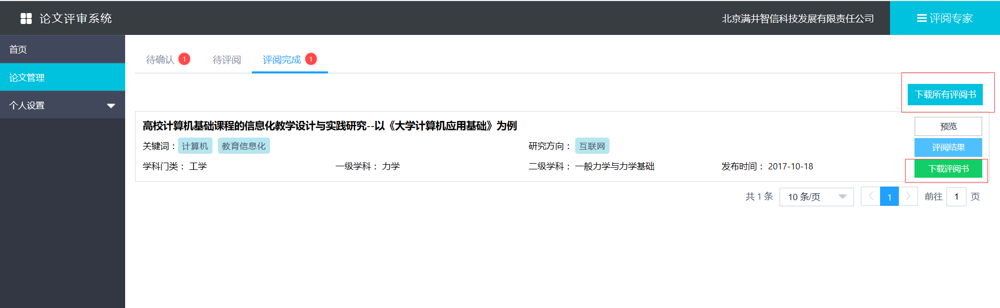 论文评审系统
北京满井智信科技发展有限责任公司
评阅专家
首页
论文管理
个人设置
待确认 1
待评阅
评阅完成 1
下载所有评阅书
高校计算机基础课程的信息化教学设计与实践研究--以《大学计算机应用基础》为例
预览
关键词： 计算机 教育信息化
研究方向： 互联网
评阅结果
学科门类： 工学
一级学科： 力学
二级学科： 一般力学与力学基础
发布时间： 2017-10-18
下载评阅书
共 1 条 10 条/页 1 前往 1 页